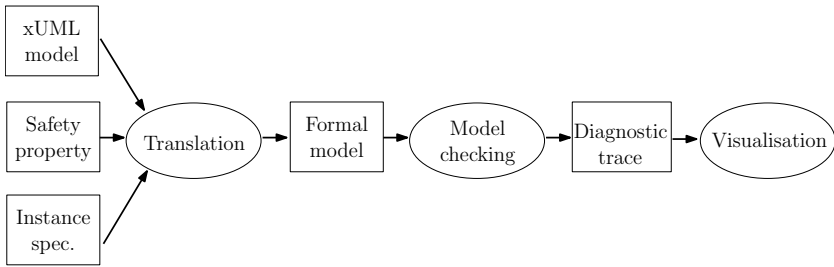 xUML
model
Safety
property
Instance
spec.
Translation
Formal
model
Model
checking
Diagnostic
trace
Visualisation